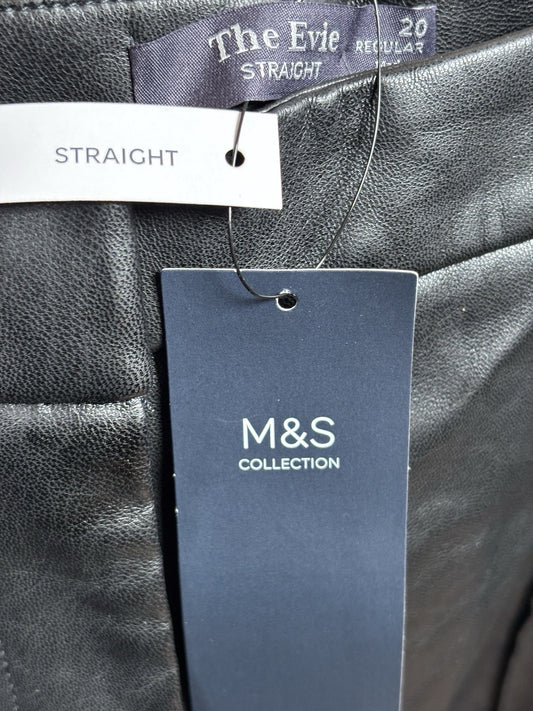 The Evie
STRAIGHT
20
REGULAR
STRAIGHT
M&S
COLLECTION